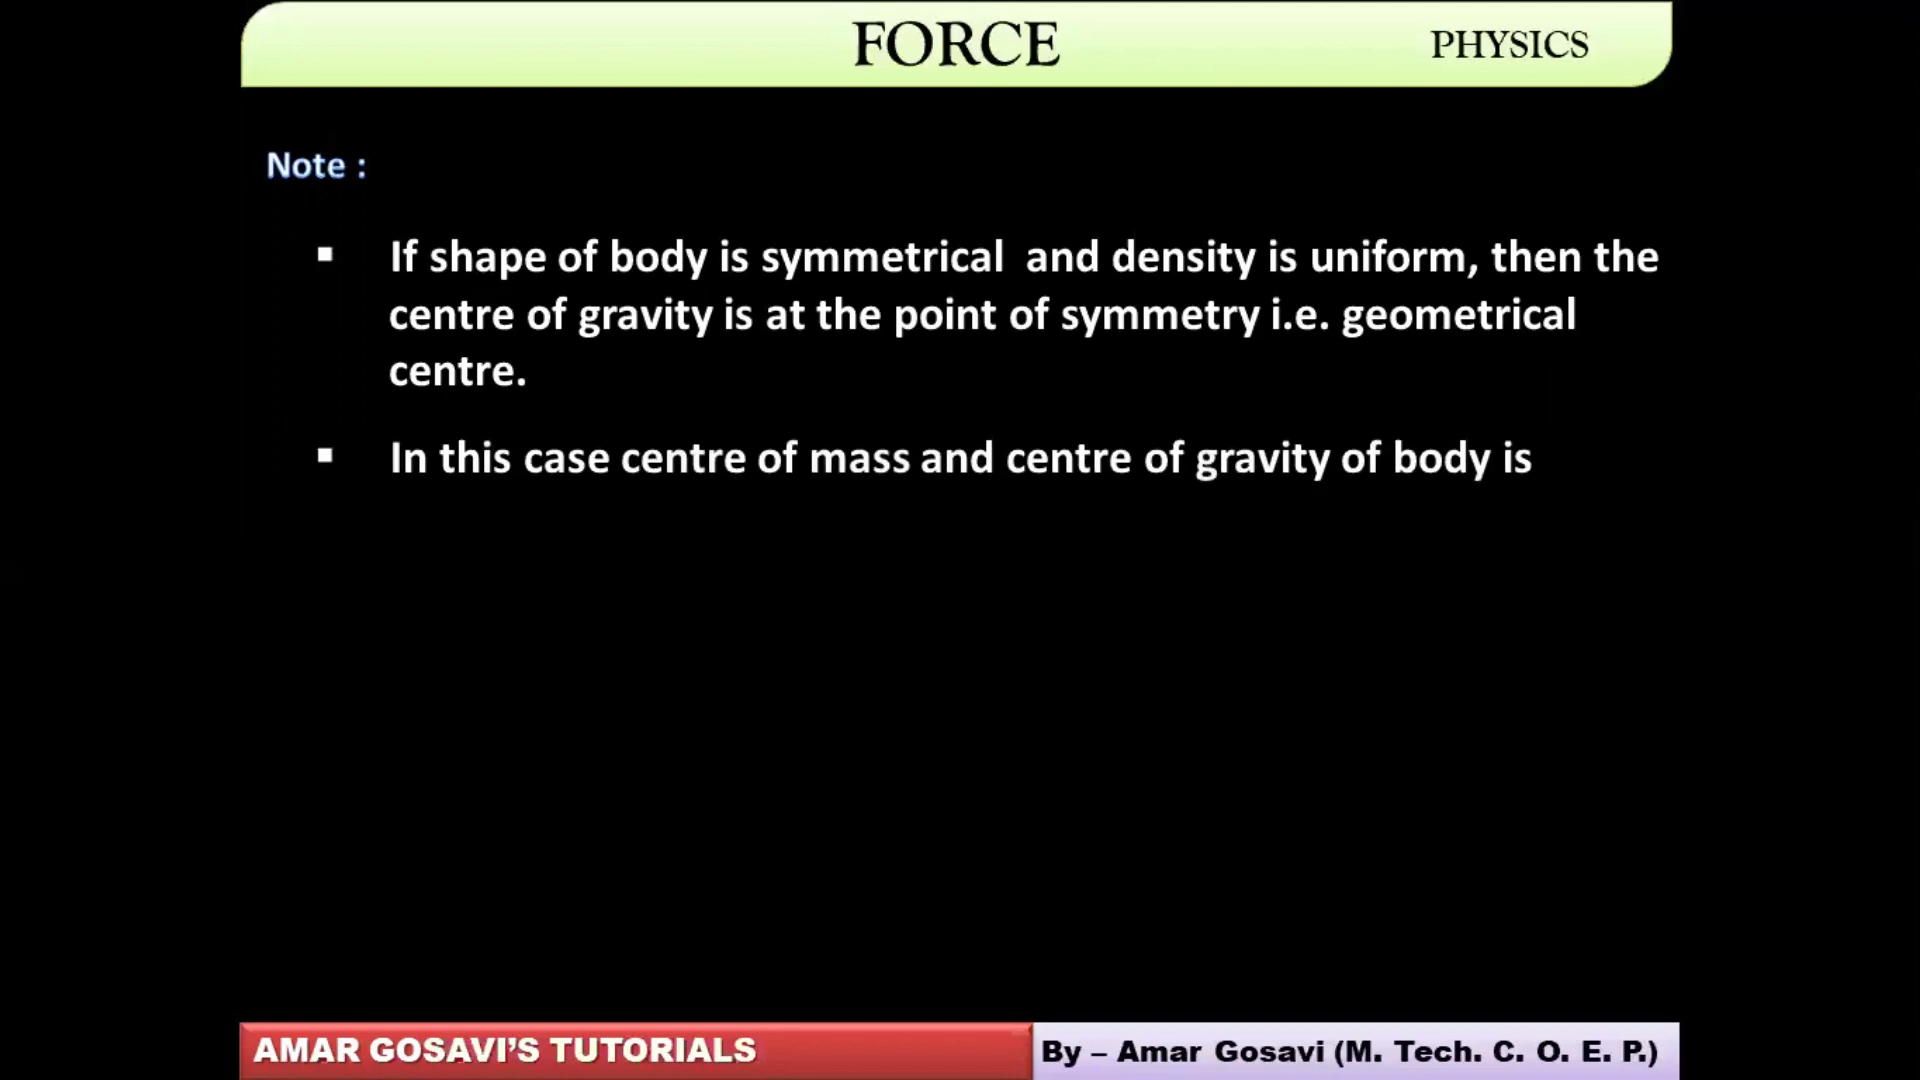 FORCE
PHYSICS
Note :
▪ If shape of body is symmetrical and density is uniform, then the
centre of gravity is at the point of symmetry i.e. geometrical
centre.
▪ In this case centre of mass and centre of gravity of body is
AMAR GOSAVI’S TUTORIALS
By – Amar Gosavi (M. Tech. C. O. E. P.)